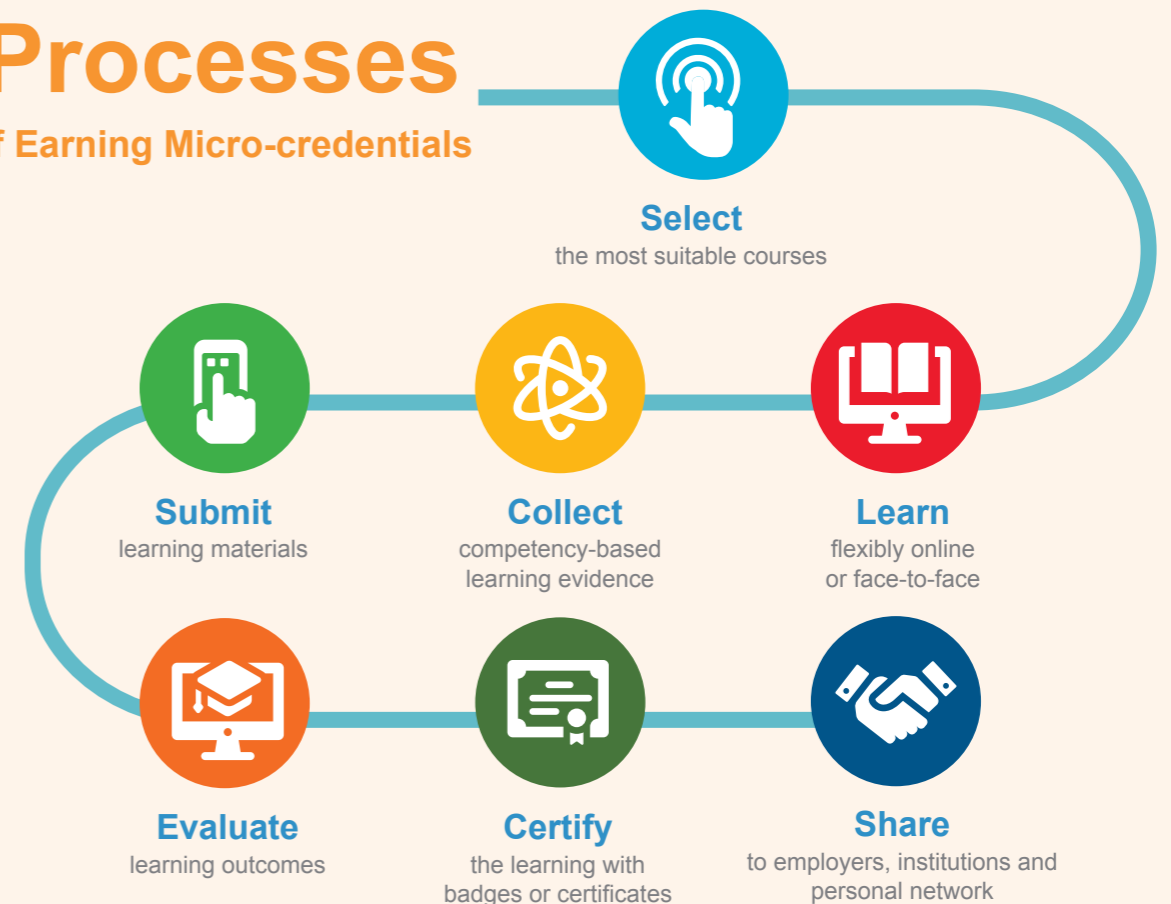 Processes
f Earning Micro-credentials
Select
the most suitable courses
Learn
flexibly online
or face-to-face
Collect
competency-based
learning evidence
Submit
learning materials
Evaluate
learning outcomes
Certify
the learning with
badges or certificates
Share
to employers, institutions and
personal network